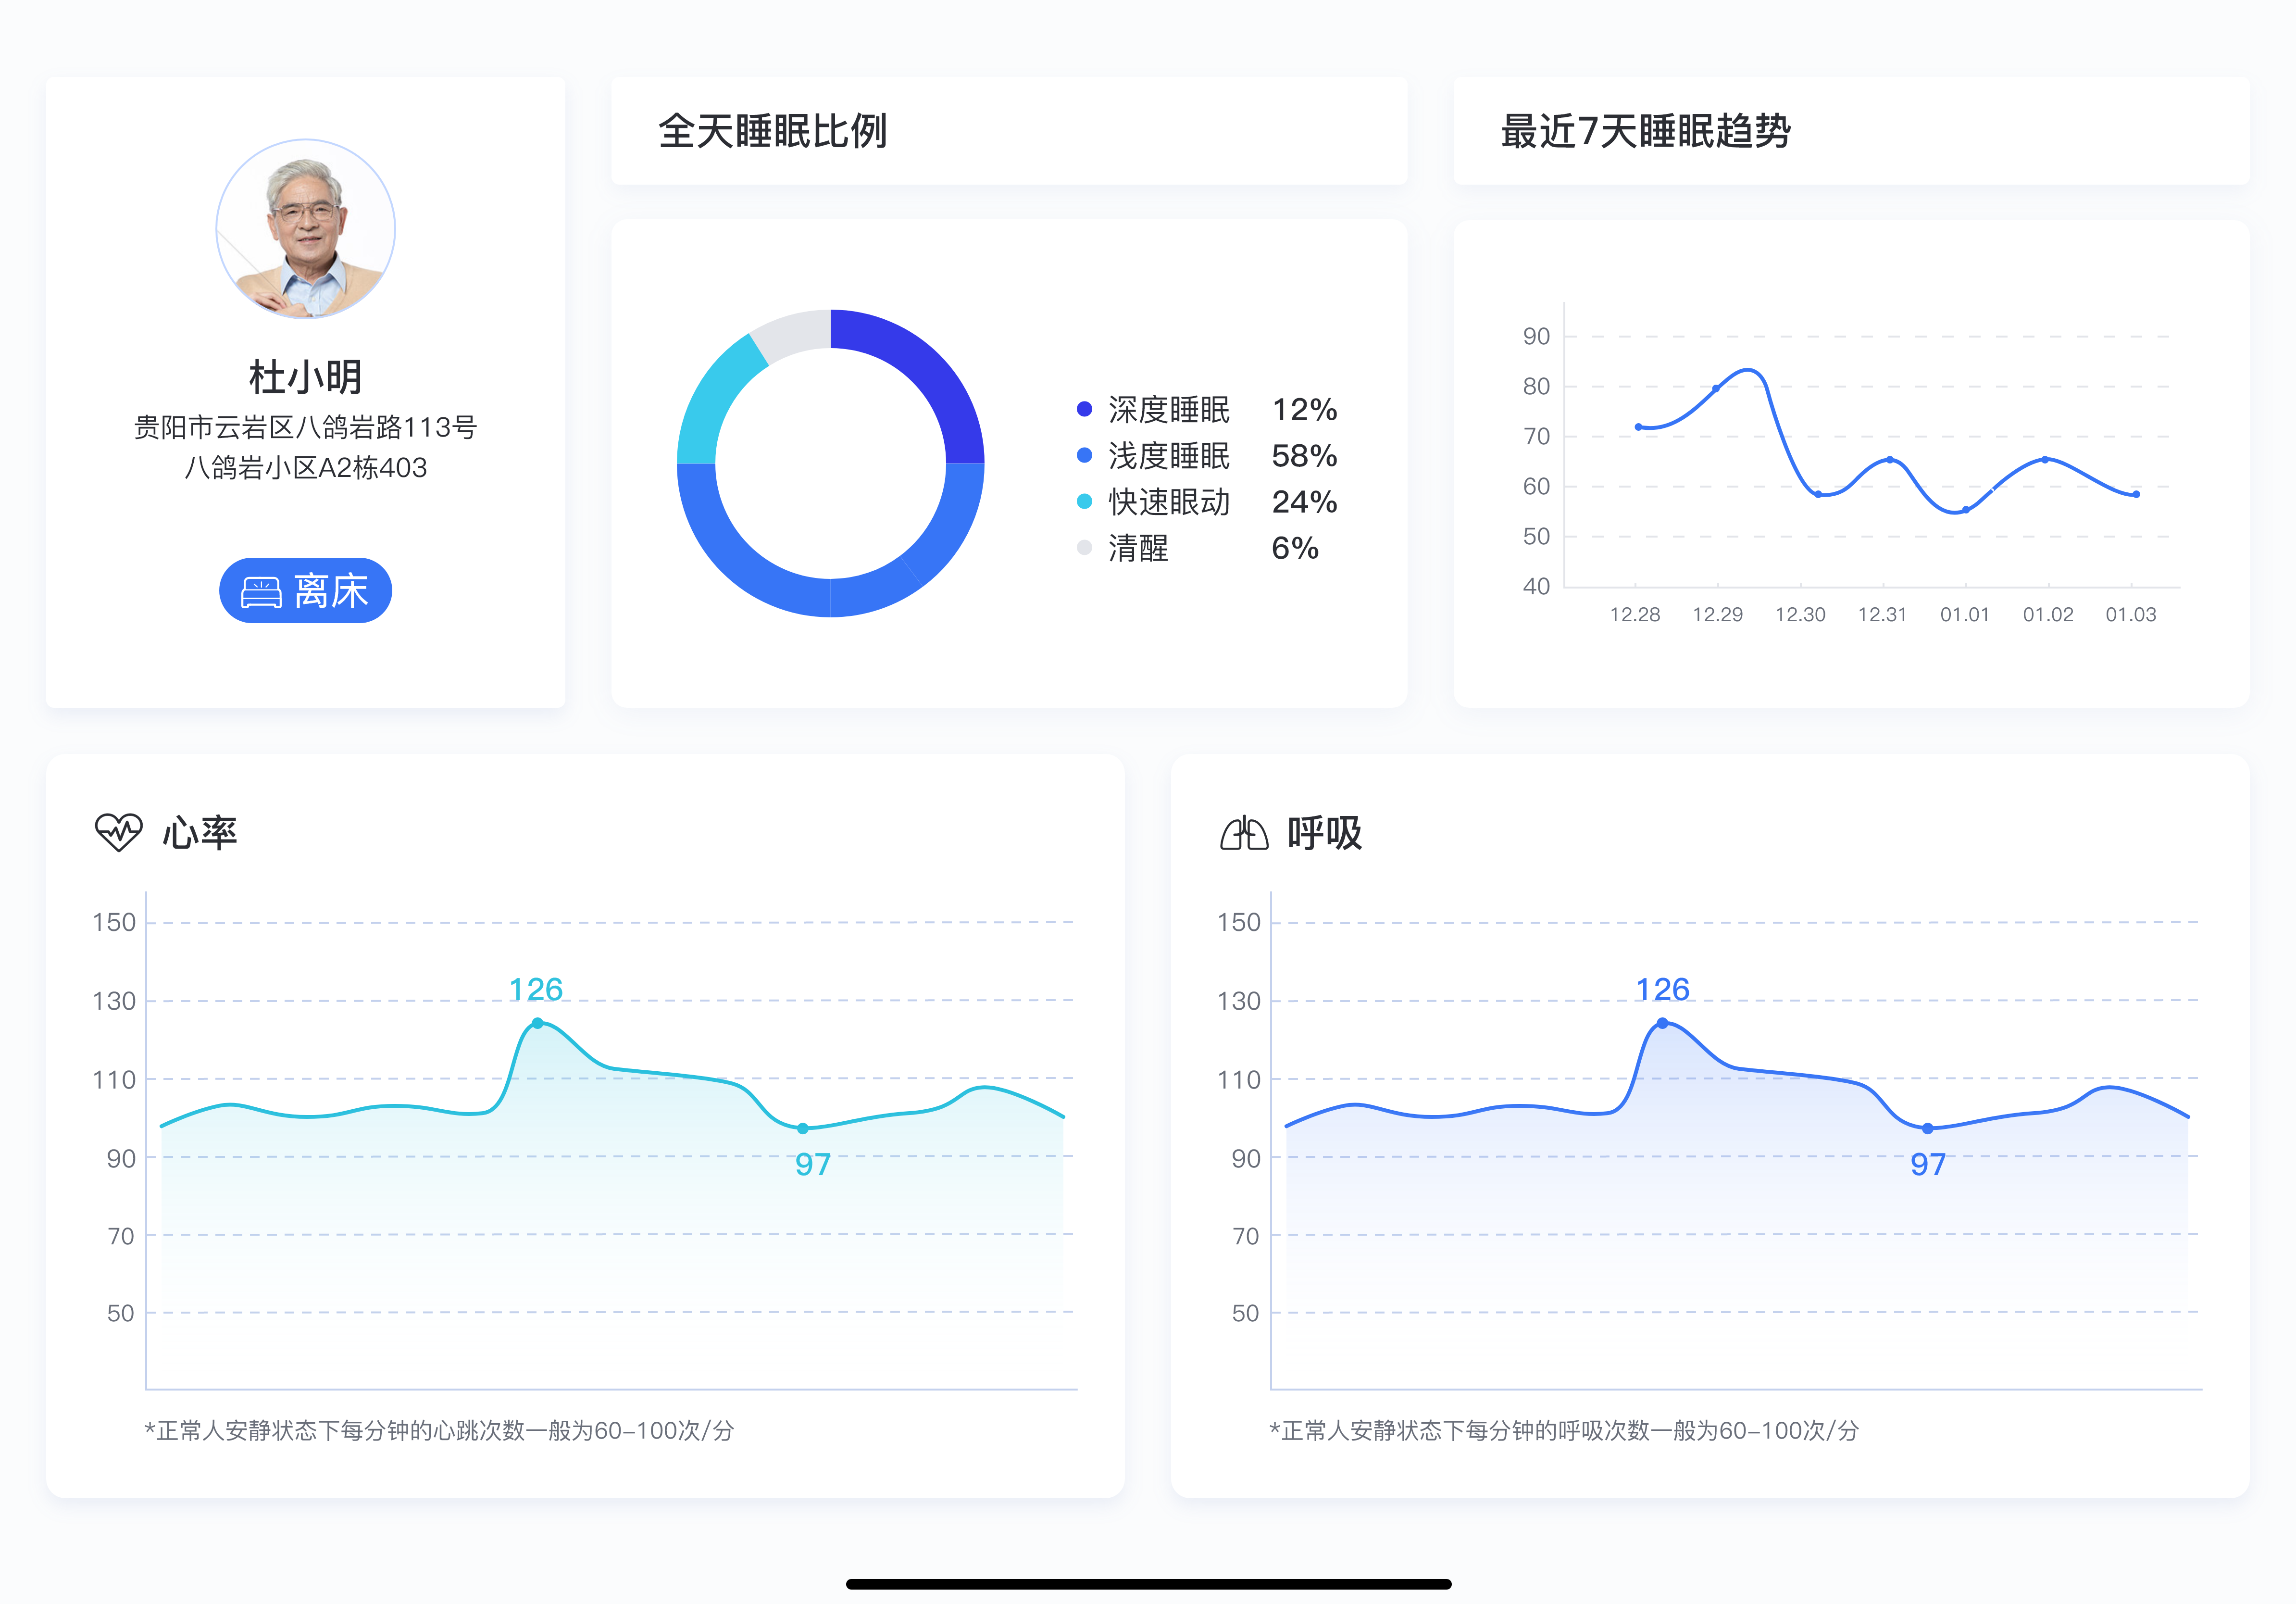 杜小明
贵阳市云岩区八鸽岩路113号
八鸽岩小区A2栋403
离床
全天睡眠比例
深度睡眠 12%
浅度睡眠 58%
快速眼动 24%
清醒 6%
最近7天睡眠趋势
90
80
70
60
50
40
12.28 12.29 12.30 12.31 01.01 01.02 01.03
心率
150
130
110
90
70
50
126
97
*正常人安静状态下每分钟的心跳次数一般为60-100次/分
呼吸
150
130
110
90
70
50
126
97
*正常人安静状态下每分钟的呼吸次数一般为60-100次/分